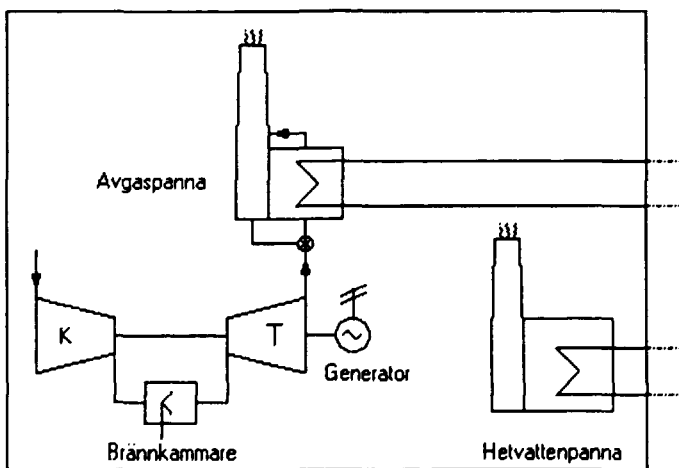 Avgaspanna
K
T
Generator
Brännkammare
Hetvattenpanna